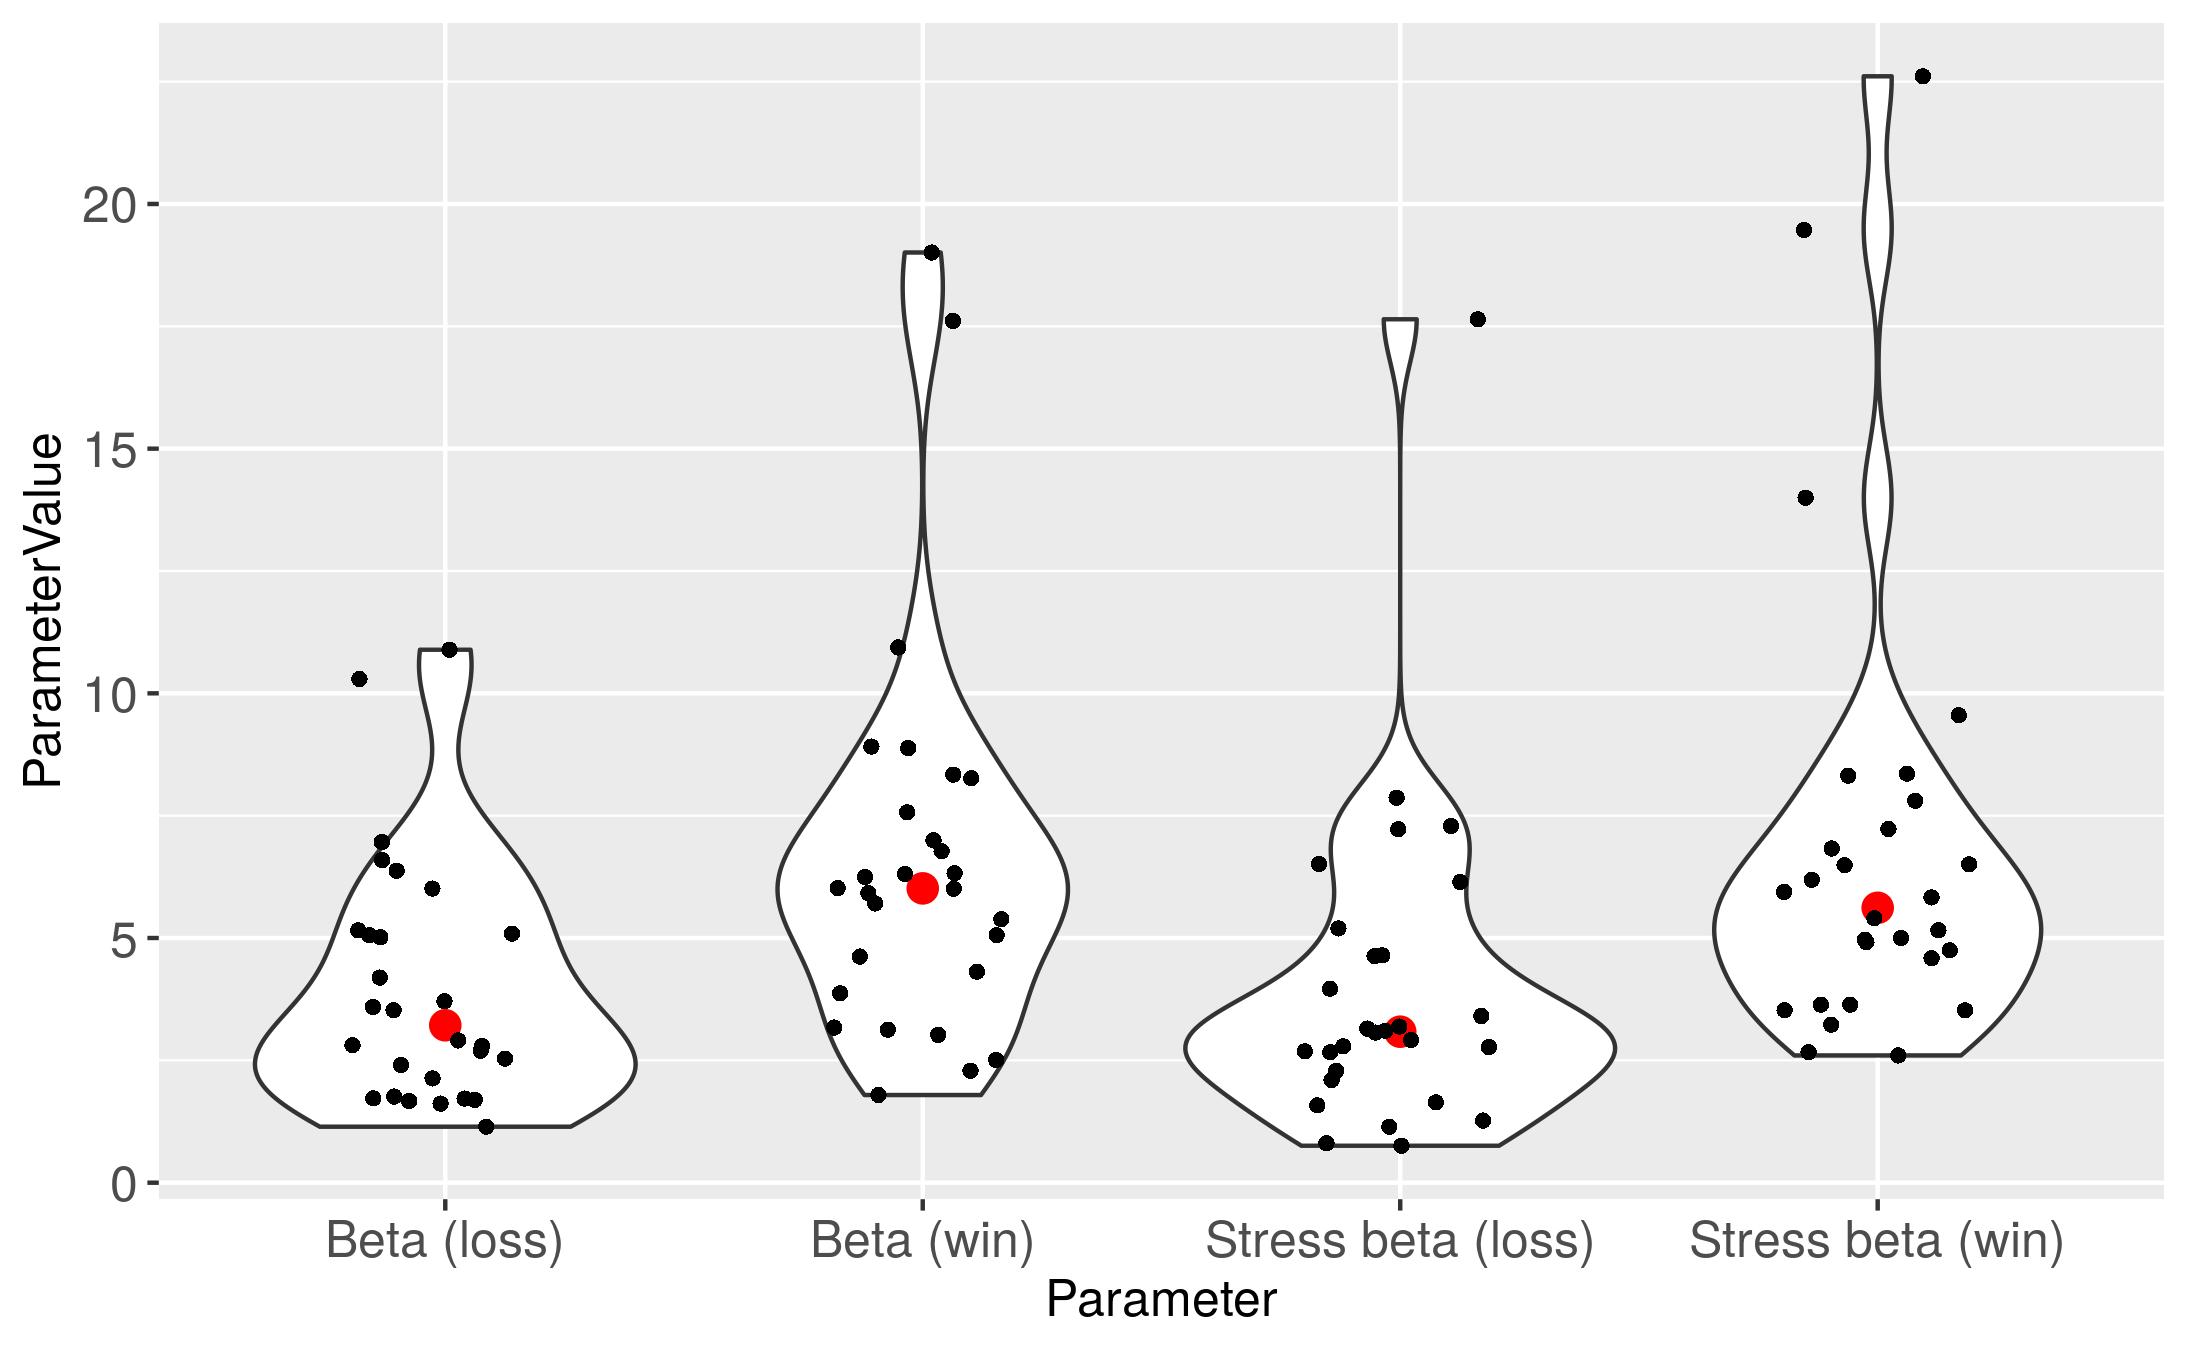 ParameterValue
20
15
10
5
0
Beta (loss)
Beta (win)
Stress beta (loss)
Stress beta (win)
Parameter